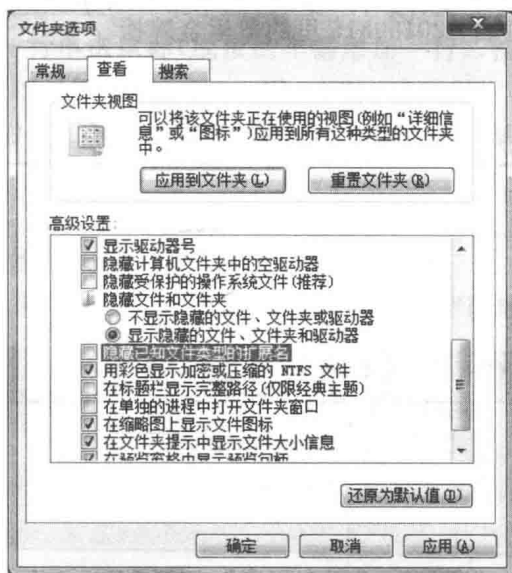 文件夹选项
常规 查看 搜索
文件夹视图
可以将该文件夹正在使用的视图(例如“详细信
息”或“图标”)应用到所有这种类型的文件夹
中。
应用到文件夹(L) 重置文件夹(R)
高级设置:
显示驱动器号
隐藏计算机文件夹中的空驱动器
隐藏受保护的操作系统文件(推荐)
隐藏文件和文件夹
不显示隐藏的文件、文件夹或驱动器
显示隐藏的文件、文件夹和驱动器
隐藏已知文件类型的扩展名
用彩色显示加密或压缩的 NTFS 文件
在标题栏显示完整路径(仅限经典主题)
在单独的进程中打开文件夹窗口
在缩略图上显示文件图标
在文件夹提示中显示文件大小信息
在预览窗格中显示预览句柄
还原为默认值(D)
确定 取消 应用(A)